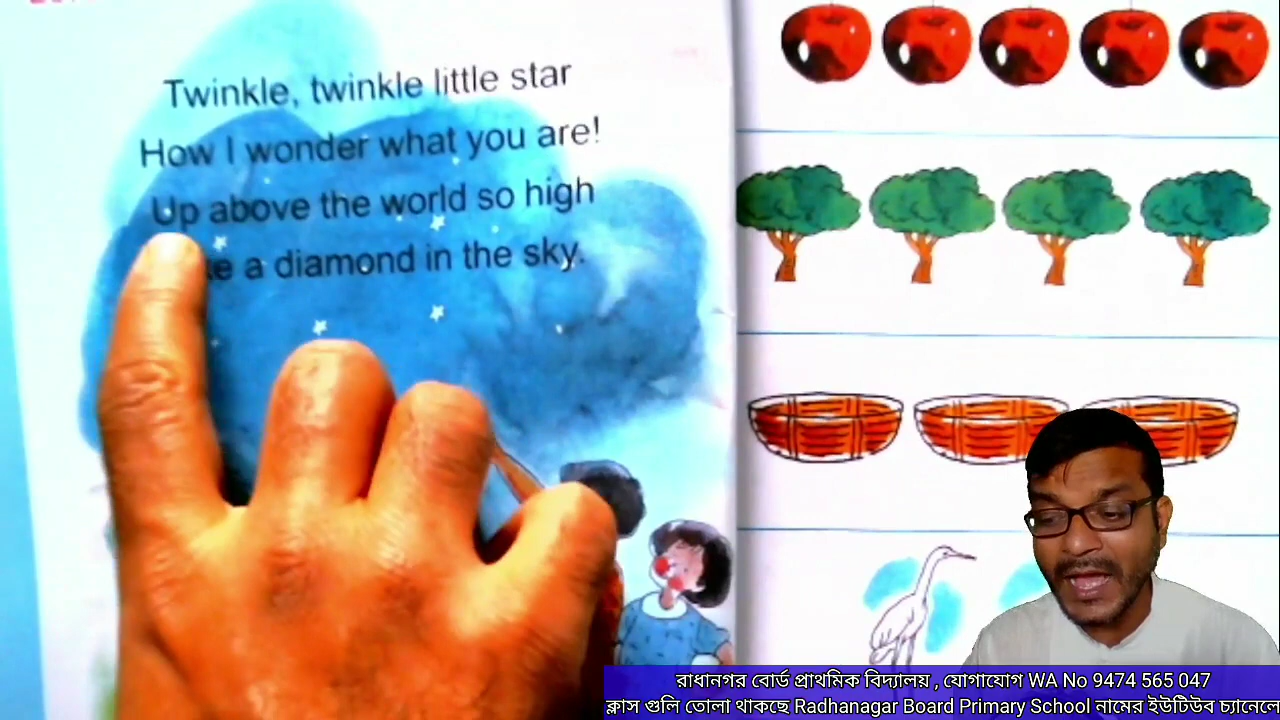 Twinkle, twinkle little star
How I wonder what you are!
Up above the world so high
a diamond in the sky.
রাধানগর বোর্ড প্রাথমিক বিদ্যালয় , যোগাযোগ WA No 9474 565 047
ক্লাস গুলি তোলা থাকছে Radhanagar Board Primary School নামের ইউটিউব চ্যানেলে